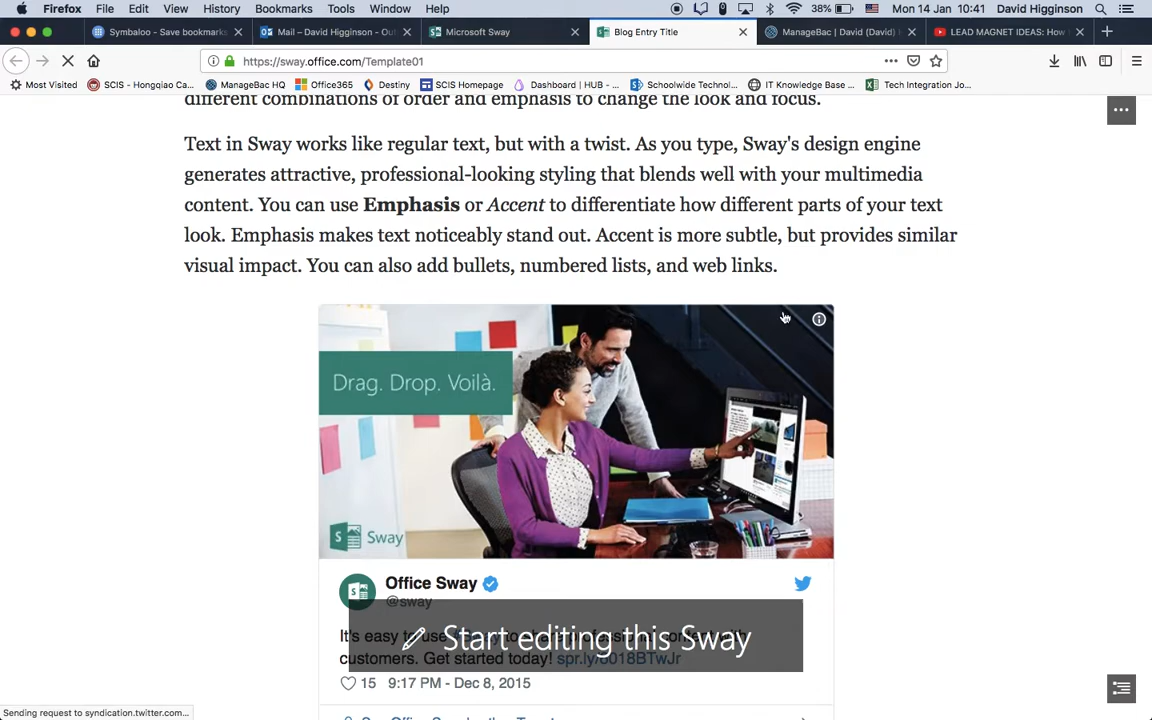 Firefox File Edit View History Bookmarks Tools Window Help 38% Mon 14 Jan 10:41 David Higginson
Symbaloo - Save bookmarks Mail – David Higginson - Out Microsoft Sway Blog Entry Title ManageBac | David (David) H LEAD MAGNET IDEAS: How
https://sway.office.com/Template01
Most Visited SCIS - Hongqiao Ca... ManageBac HQ Office365 Destiny SCIS Homepage Dashboard | HUB - ... Schoolwide Technol... IT Knowledge Base ... Tech Integration Jo...
different combinations of order and emphasis to change the look and focus.
Text in Sway works like regular text, but with a twist. As you type, Sway's design engine
generates attractive, professional-looking styling that blends well with your multimedia
content. You can use Emphasis or Accent to differentiate how different parts of your text
look. Emphasis makes text noticeably stand out. Accent is more subtle, but provides similar
visual impact. You can also add bullets, numbered lists, and web links.
Drag. Drop. Voilà.
Sway
Office Sway
@sway
It's easy to use
Start editing this Sway
customers. Get started today! spr.ly/6018BTwJr
15 9:17 PM - Dec 8, 2015
Sending request to syndication.twitter.com...